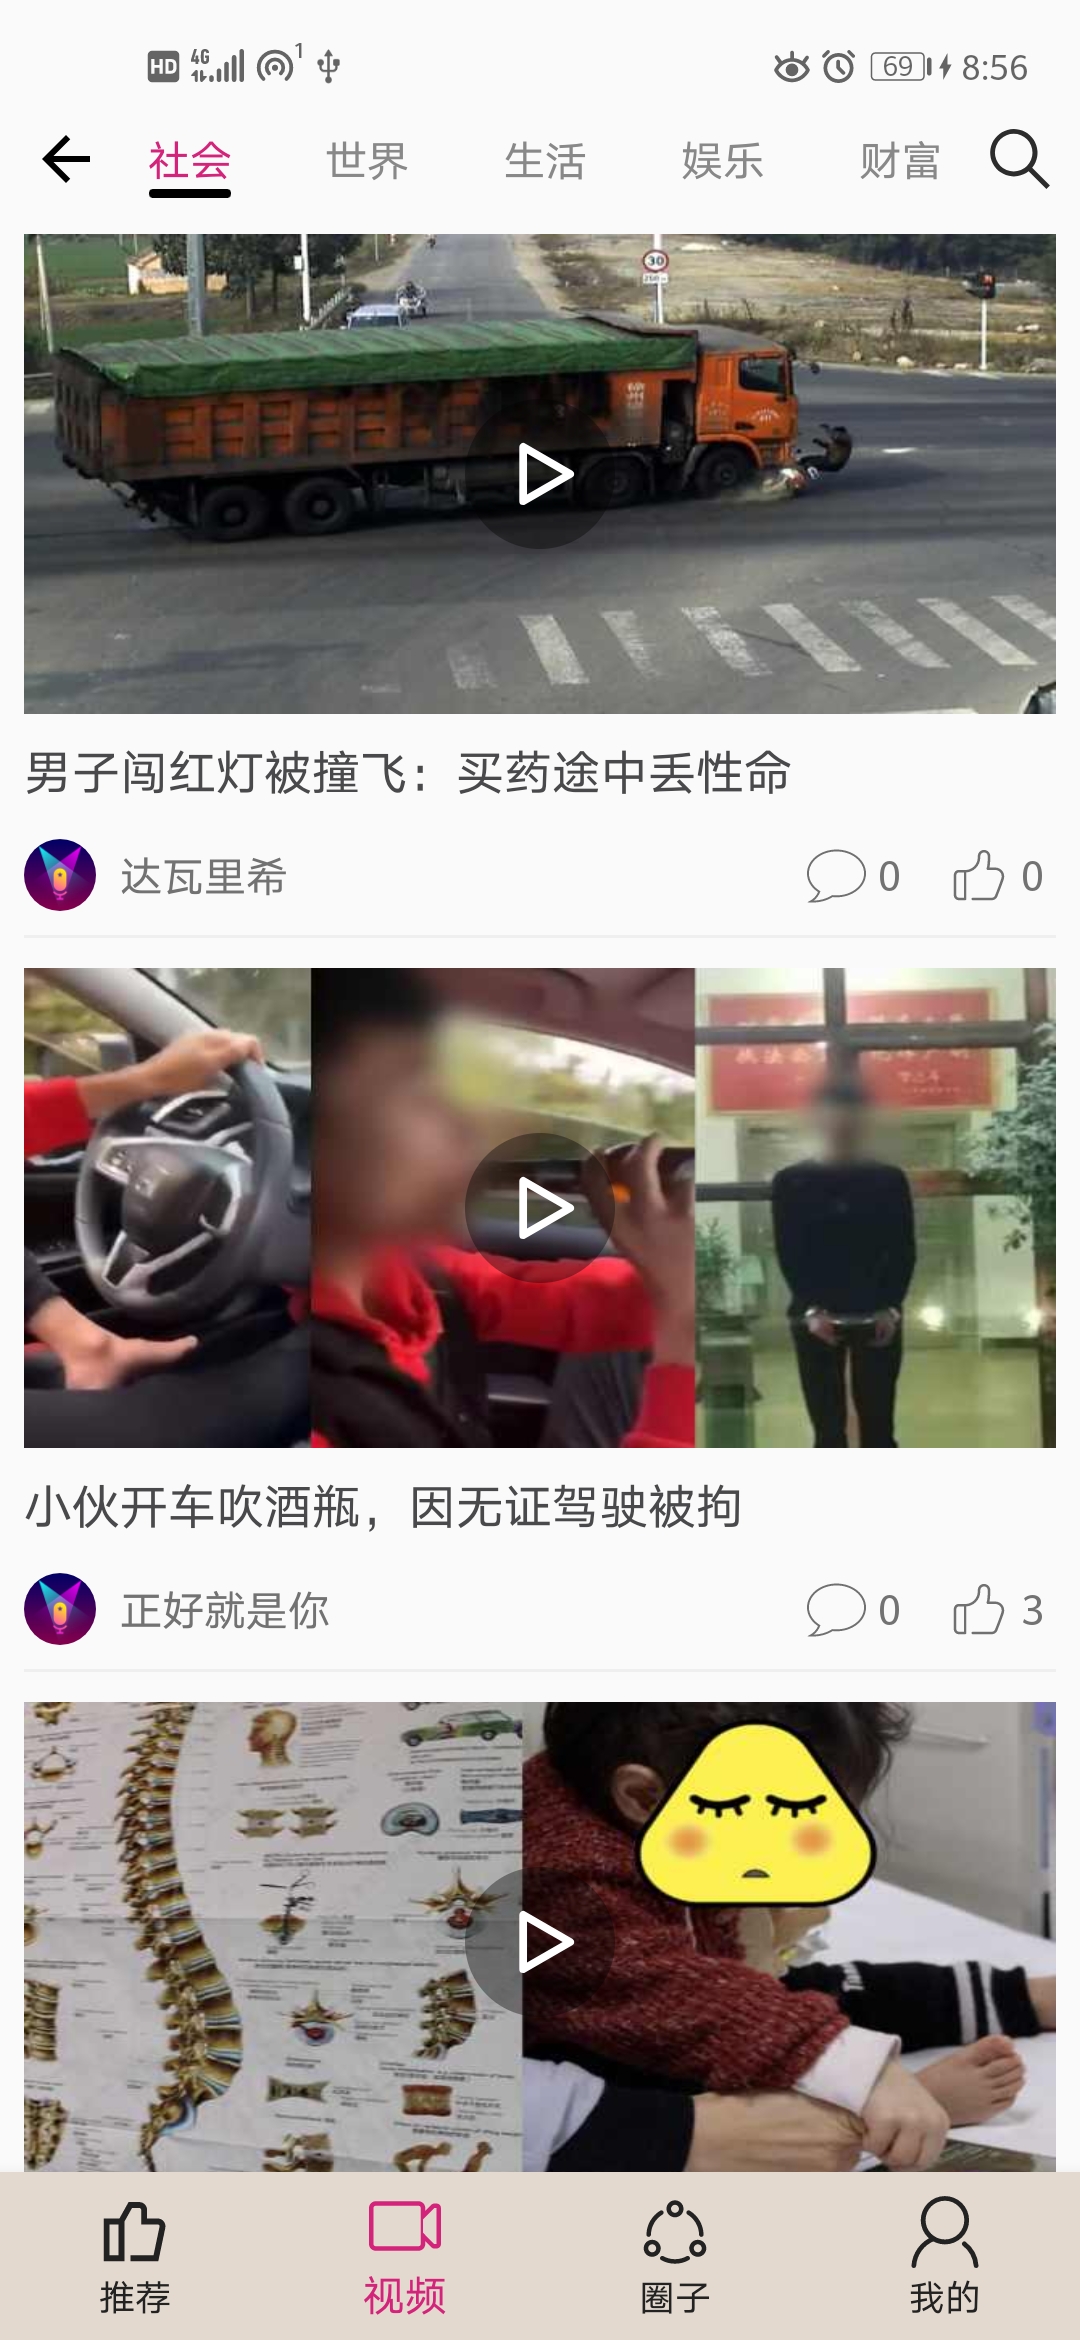 HD 4G 1 69 8:56
社会 世界 生活 娱乐 财富
30
男子闯红灯被撞飞：买药途中丢性命
达瓦里希 0 0
小伙开车吹酒瓶，因无证驾驶被拘
正好就是你 0 3
推荐 视频 圈子 我的